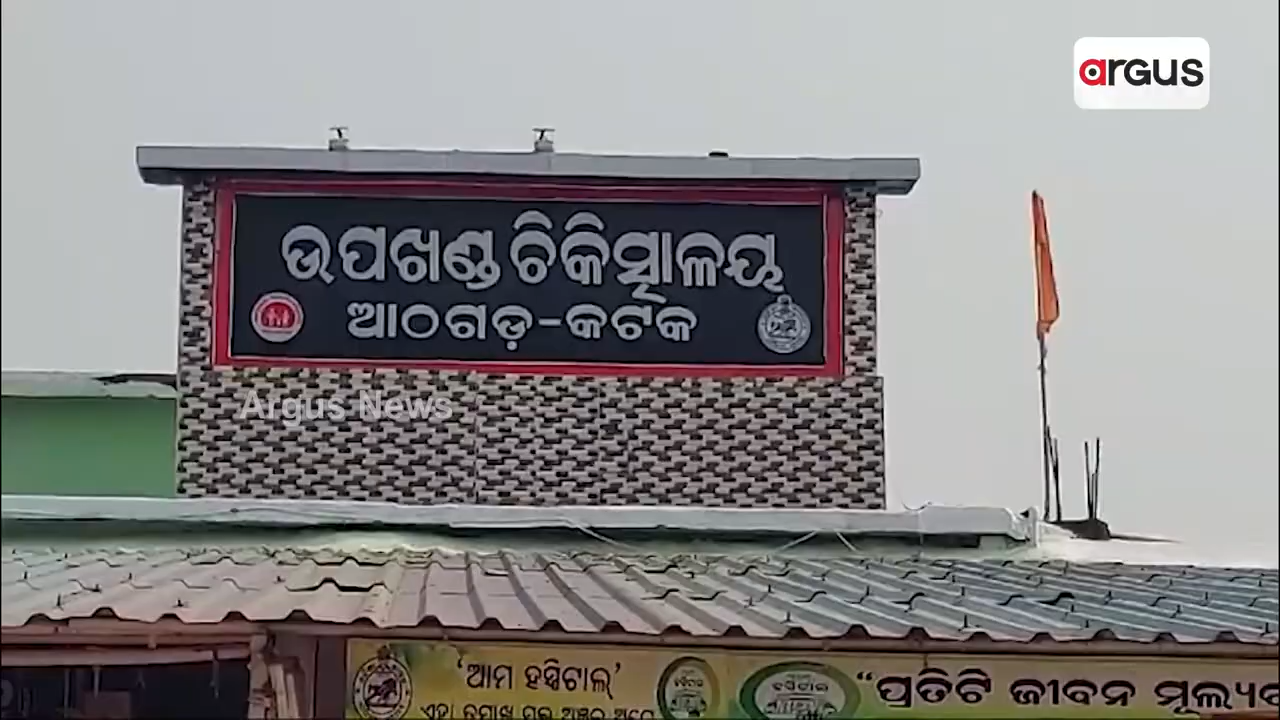 argus
ଉପଖଣ୍ଡ ଚିକିତ୍ସାଳୟ
ଆଠଗଡ଼-କଟକ
Argus News
‘ଆମ ହସ୍ପିଟାଲ୍’
“ପ୍ରତିଟି ଜୀବନ ମୂଲ୍ୟବ